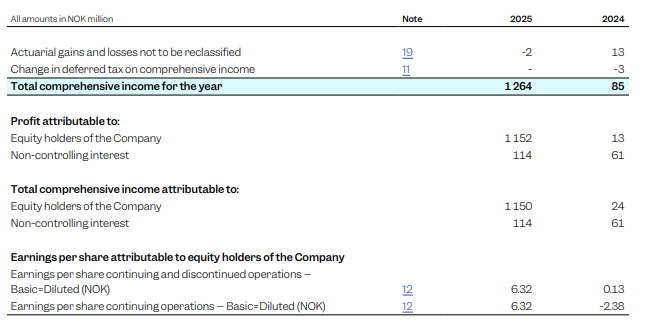 All amounts in NOK million Note 2025 2024
Actuarial gains and losses not to be reclassified 19 -2 13
Change in deferred tax on comprehensive income 11 - -3
Total comprehensive income for the year 1 264 85
Profit attributable to:
Equity holders of the Company 1 152 13
Non-controlling interest 114 61
Total comprehensive income attributable to:
Equity holders of the Company 1 150 24
Non-controlling interest 114 61
Earnings per share attributable to equity holders of the Company
Earnings per share continuing and discontinued operations –
Basic=Diluted (NOK) 12 6.32 0.13
Earnings per share continuing operations – Basic=Diluted (NOK) 12 6.32 -2.38